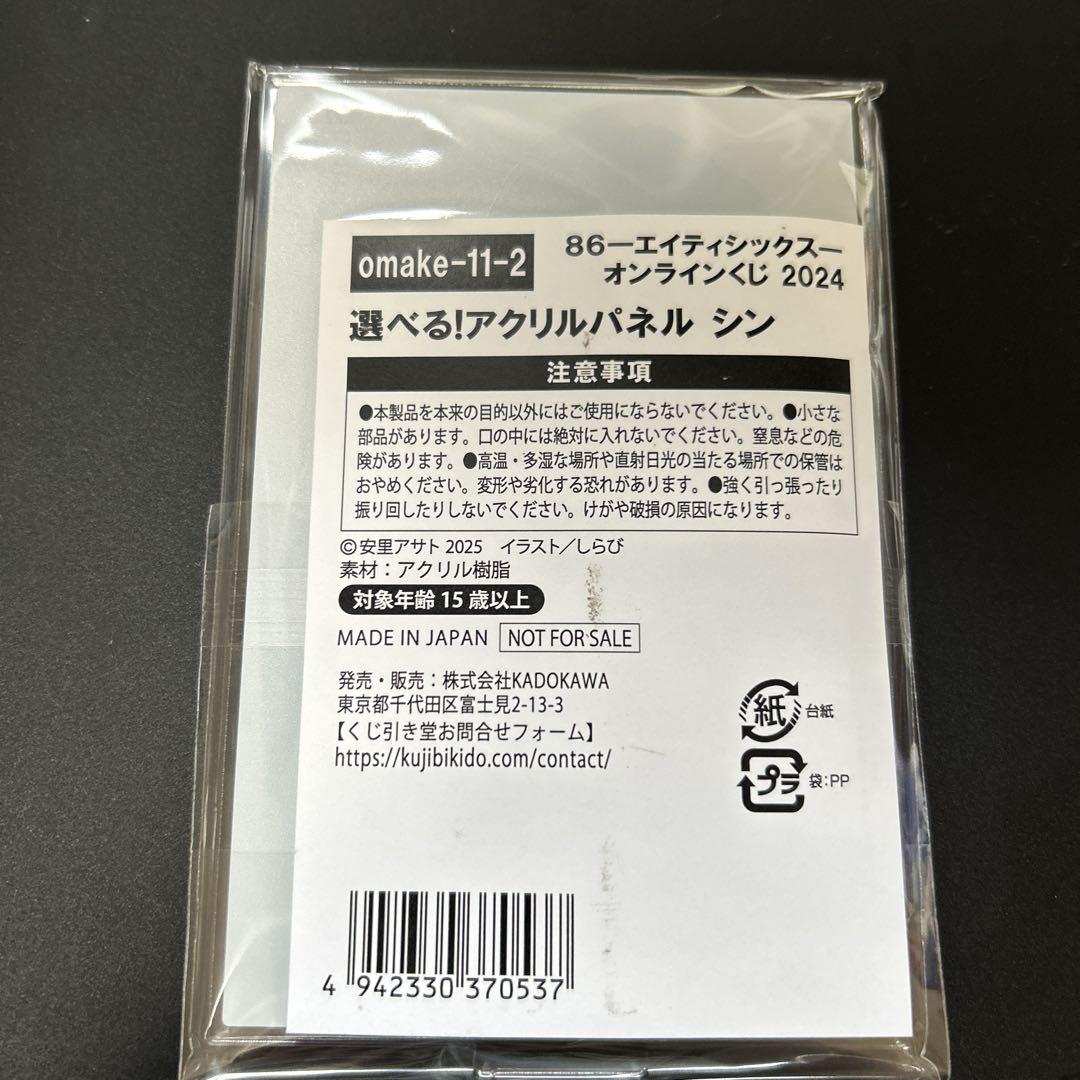 omake-11-2
86―エイティシックス―
オンラインくじ 2024
選べる!アクリルパネル シン
注意事項
●本製品を本来の目的以外にはご使用にならないでください。●小さな
部品があります。口の中には絶対に入れないでください。窒息などの危
険があります。●高温・多湿な場所や直射日光の当たる場所での保管は
おやめください。変形や劣化する恐れがあります。●強く引っ張ったり
振り回したりしないでください。けがや破損の原因になります。
©安里アサト 2025 イラスト/しらび
素材:アクリル樹脂
対象年齢 15 歳以上
MADE IN JAPAN NOT FOR SALE
発売・販売:株式会社KADOKAWA
東京都千代田区富士見2-13-3
【くじ引き堂お問合せフォーム】
https://kujibikido.com/contact/
紙 台紙
プラ 袋:PP
4 942330 370537